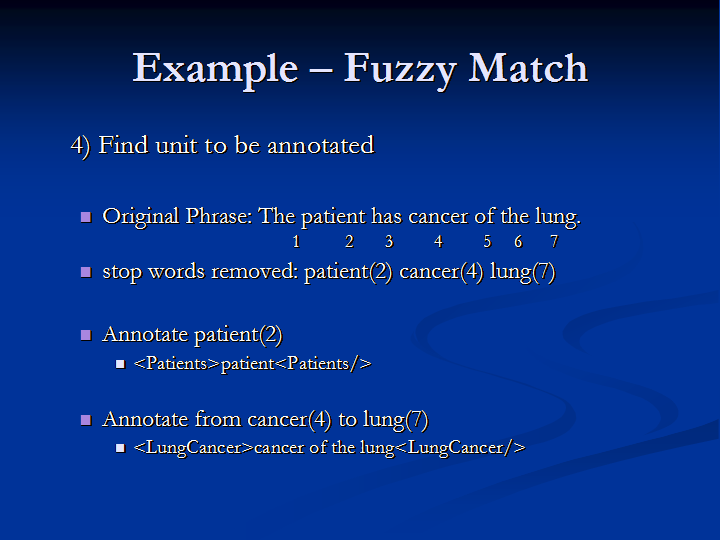 Example – Fuzzy Match
4) Find unit to be annotated
Original Phrase: The patient has cancer of the lung.
1 2 3 4 5 6 7
stop words removed: patient(2) cancer(4) lung(7)
Annotate patient(2)
<Patients>patient<Patients/>
Annotate from cancer(4) to lung(7)
<LungCancer>cancer of the lung<LungCancer/>